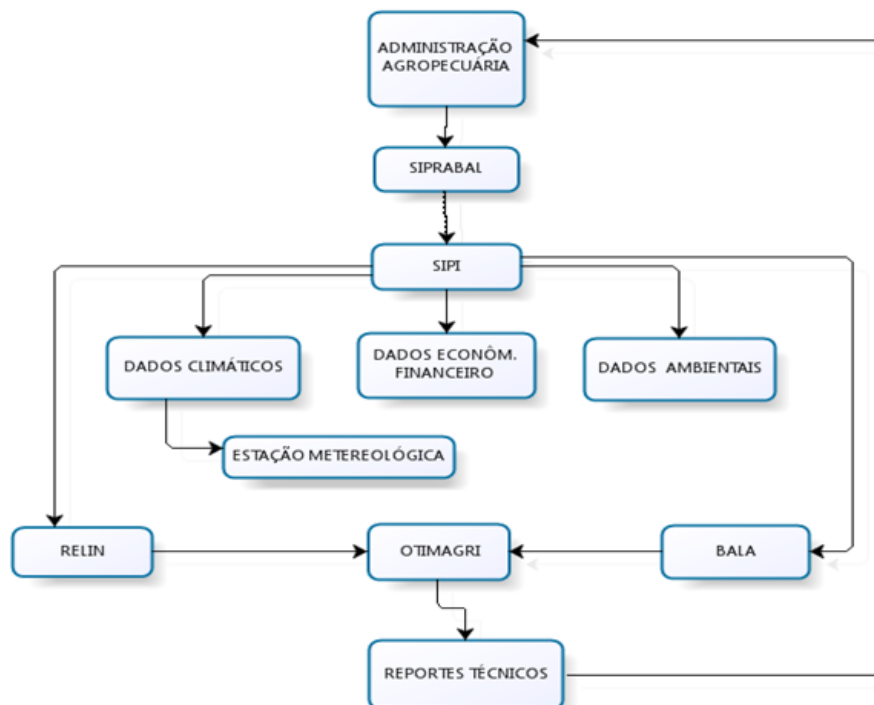 ADMINISTRAÇÃO
AGROPECUÁRIA
SIPRABAL
SIPI
DADOS CLIMÁTICOS
DADOS ECONÔM.
FINANCEIRO
DADOS AMBIENTAIS
ESTAÇÃO METEREOLÓGICA
RELIN
OTIMAGRI
BALA
REPORTES TÉCNICOS